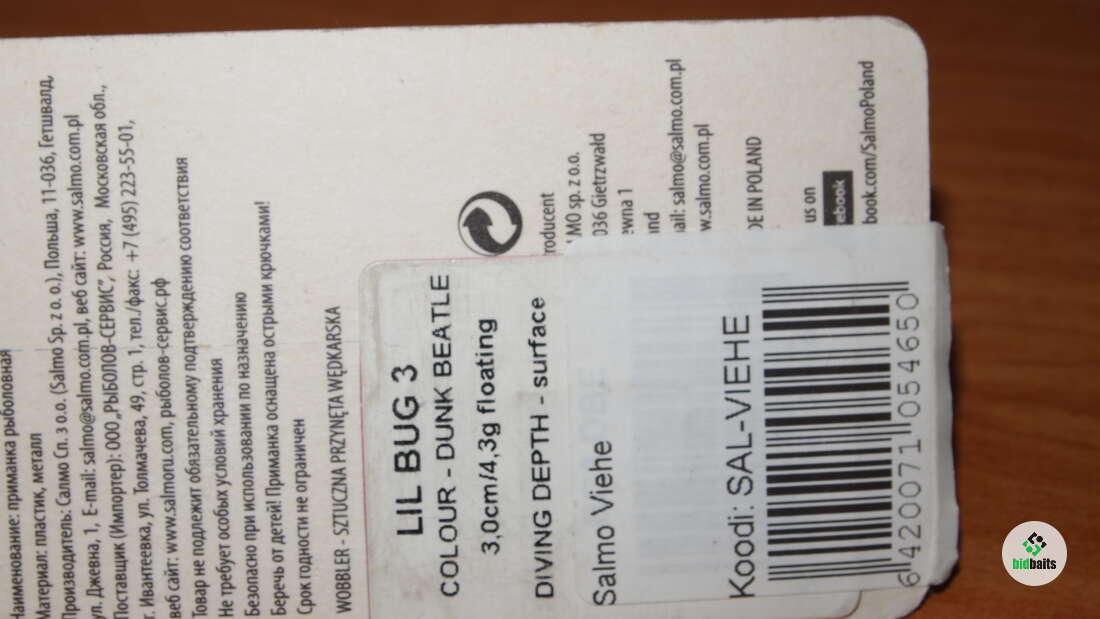 Наименование: приманка рыболовная
Материал: пластик, металл
Производитель: Салмо Сп. З о.о. (Salmo Sp. z o. o.), Польша, 11-036, Гетшвалд,
ул. Джевна, 1, E-mail: salmo@salmo.com.pl, веб сайт: www.salmo.com.pl
Поставщик (Импортер): ООО „РЫБОЛОВ-СЕРВИС", Россия, Московская обл.,
г. Ивантеевка, ул. Толмачева, 49, стр. 1, тел./факс: +7 (495) 223-55-01,
веб сайт: www.salmoru.com, рыболов-сервис.рф
Товар не подлежит обязательному подтверждению соответствия
Не требует особых условий хранения
Безопасно при использовании по назначению
Беречь от детей! Приманка оснащена острыми крючками!
Срок годности не ограничен
WOBBLER - SZTUCZNA PRZYNĘTA WĘDKARSKA
roducent
MO sp. z o.o.
036 Gietrzwałd
ewna 1
nd
ail: salmo@salmo.com.pl
w.salmo.com.pl
DE IN POLAND
us on
ebook
book.com/SalmoPoland
LIL BUG 3
COLOUR - DUNK BEATLE
3,0cm/4,3g floating
DIVING DEPTH - surface
Salmo Viehe
Koodi: SAL-VIEHE
6 420071 054650
bidbaits